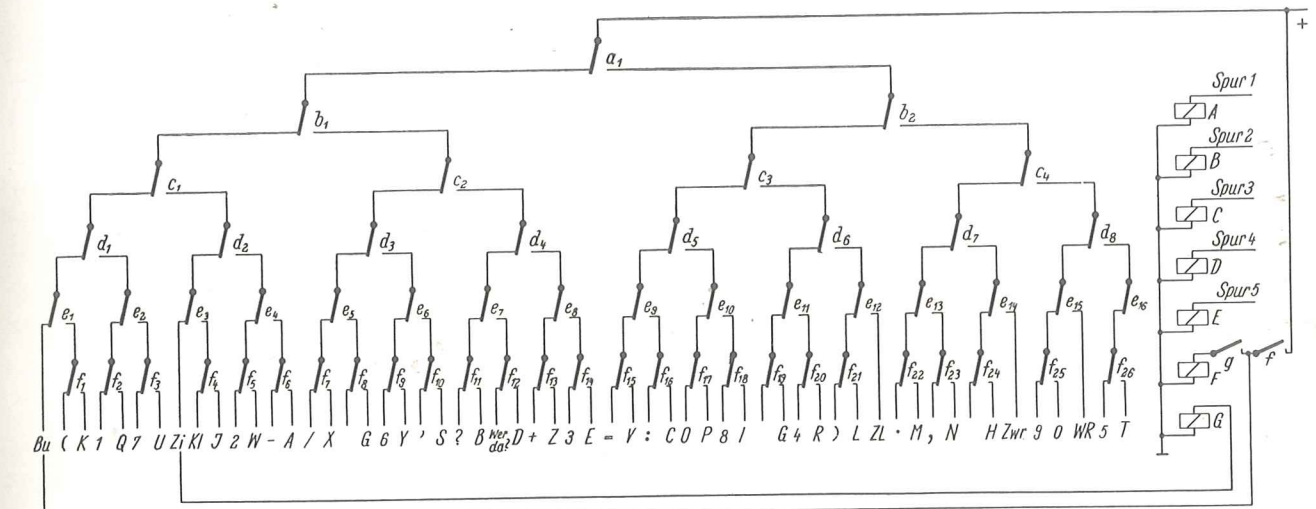 +
a₁
Spur 1
A
b₁ b₂
Spur 2
B
c₁ c₂ c₃ c₄
Spur 3
C
d₁ d₂ d₃ d₄ d₅ d₆ d₇ d₈
Spur 4
D
Spur 5
e₁ e₂ e₃ e₄ e₅ e₆ e₇ e₈ e₉ e₁₀ e₁₁ e₁₂ e₁₃ e₁₄ e₁₅ e₁₆
E
g f
F
f₁ f₂ f₃ f₄ f₅ f₆ f₇ f₈ f₉ f₁₀ f₁₁ f₁₂ f₁₃ f₁₄ f₁₅ f₁₆ f₁₇ f₁₈ f₁₉ f₂₀ f₂₁ f₂₂ f₂₃ f₂₄ f₂₅ f₂₆
G
Bu ( K 1 Q 7 U Zi Kl J 2 W - A / X G 6 Y ' S ? B Wer da? D + Z 3 E = V : C 0 P 8 I G 4 R ) L ZL · M , N H Zwr 9 O WR 5 T